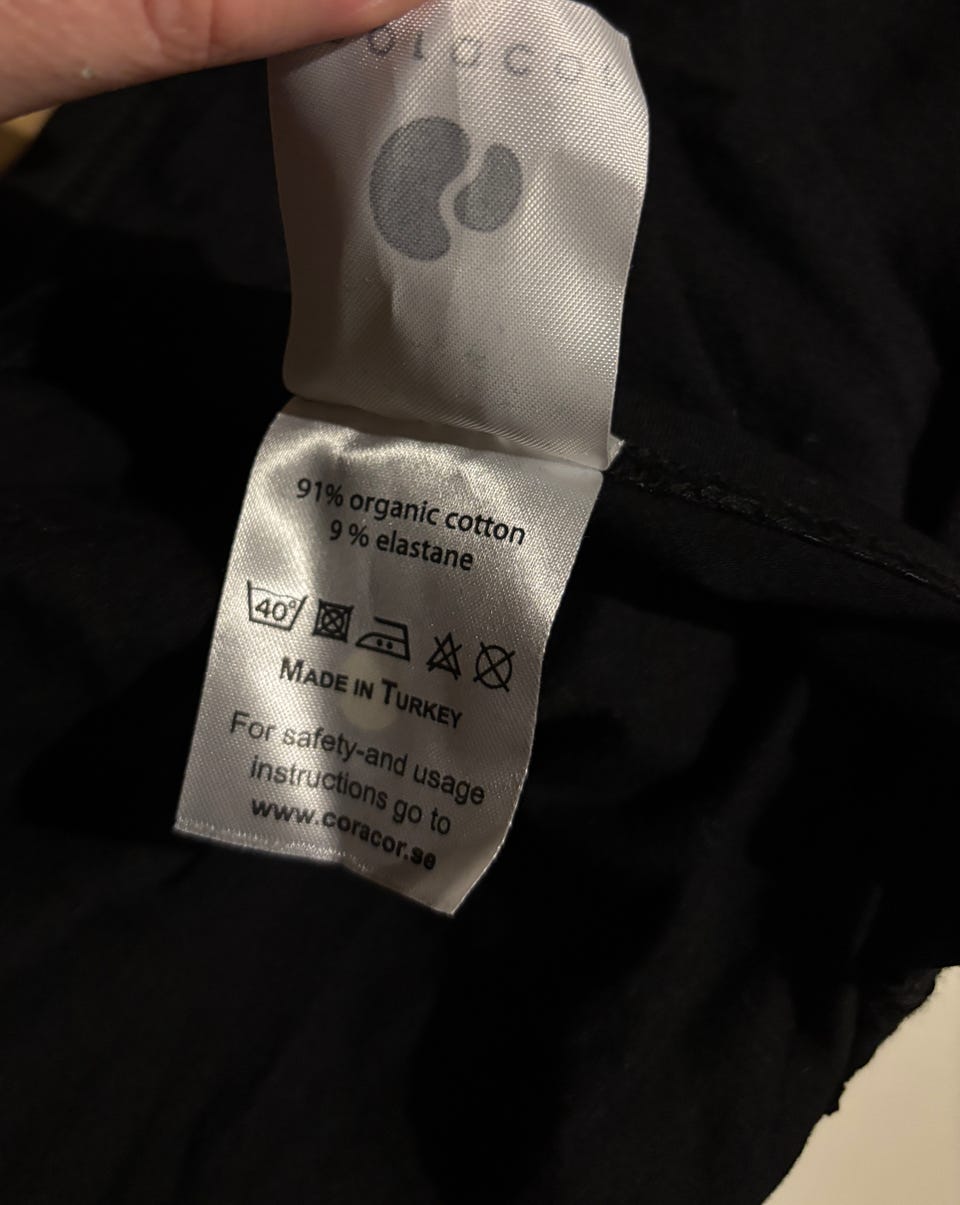 91% organic cotton
9 % elastane
40°
MADE IN TURKEY
For safety-and usage
instructions go to
www.coracor.se